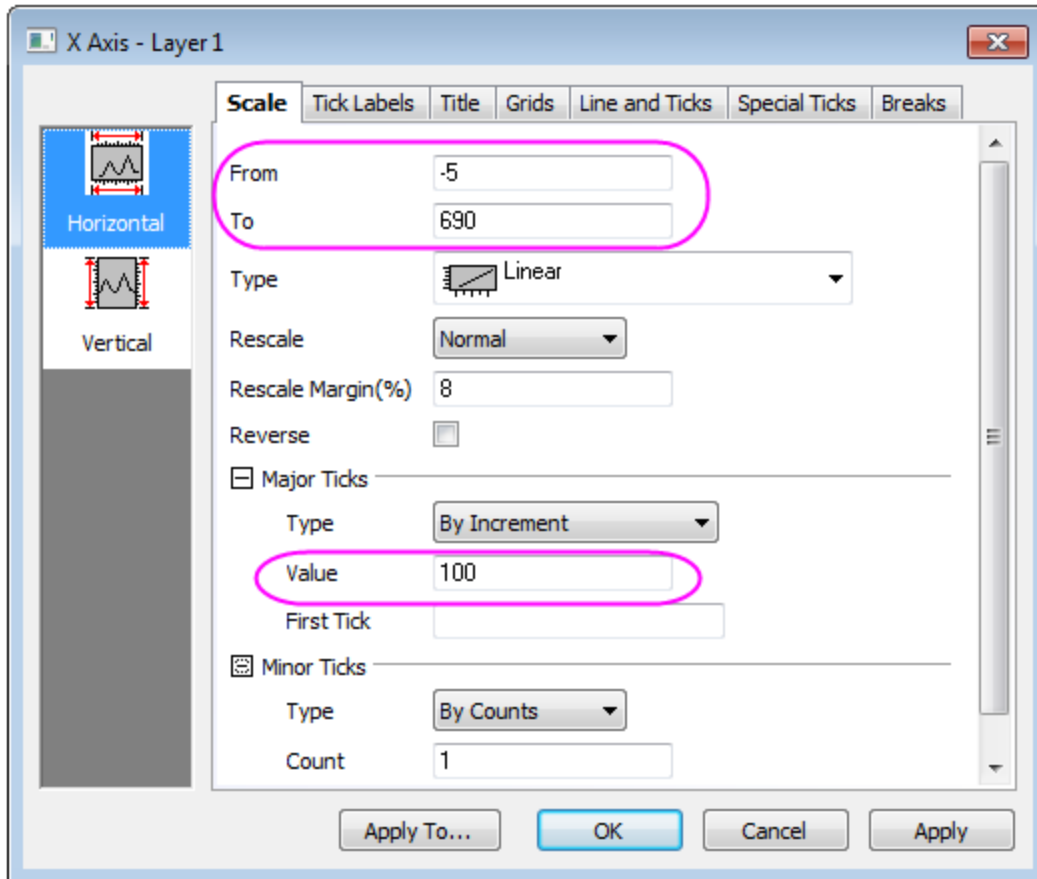 X Axis - Layer 1
Scale Tick Labels Title Grids Line and Ticks Special Ticks Breaks
Horizontal
Vertical
From -5
To 690
Type Linear
Rescale Normal
Rescale Margin(%) 8
Reverse
Major Ticks
Type By Increment
Value 100
First Tick
Minor Ticks
Type By Counts
Count 1
Apply To... OK Cancel Apply